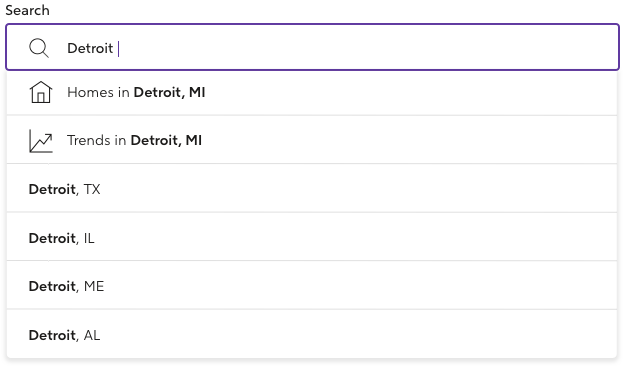 Search
Detroit
Homes in Detroit, MI
Trends in Detroit, MI
Detroit, TX
Detroit, IL
Detroit, ME
Detroit, AL